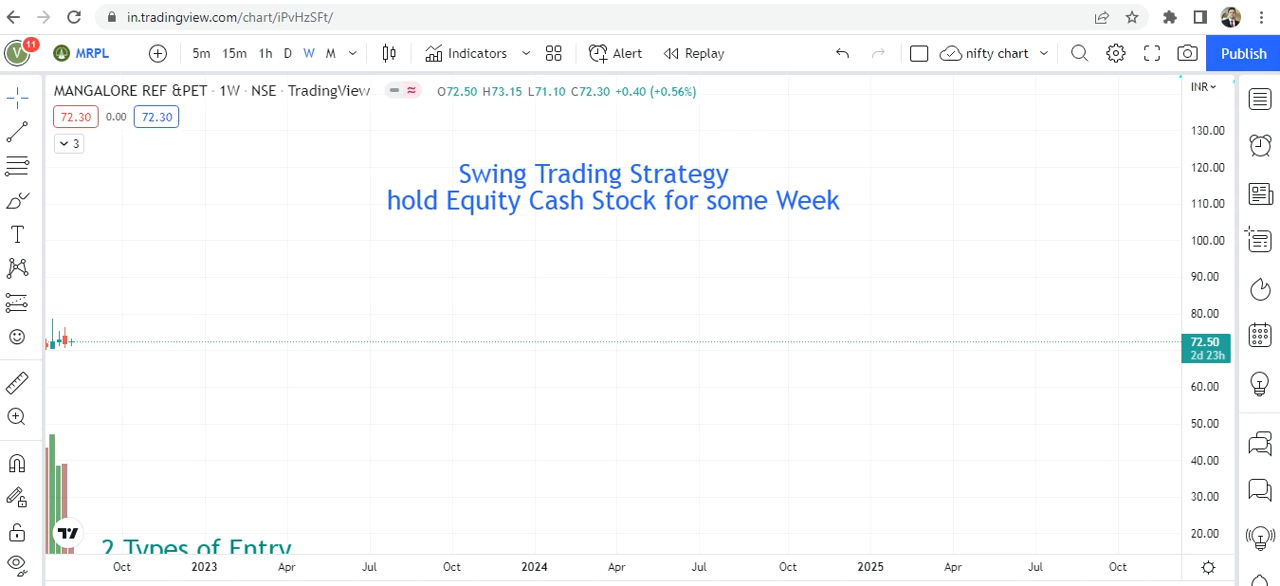 in.tradingview.com/chart/iPvHzSFt/
V 11 MRPL 5m 15m 1h D W M Indicators Alert Replay nifty chart Publish
MANGALORE REF &PET · 1W · NSE · TradingView O72.50 H73.15 L71.10 C72.30 +0.40 (+0.56%) INR
72.30 0.00 72.30
3
Swing Trading Strategy
hold Equity Cash Stock for some Week
130.00
120.00
110.00
100.00
90.00
80.00
72.50
2d 23h
60.00
50.00
40.00
30.00
20.00
2 Types of Entry
Oct 2023 Apr Jul Oct 2024 Apr Jul Oct 2025 Apr Jul Oct